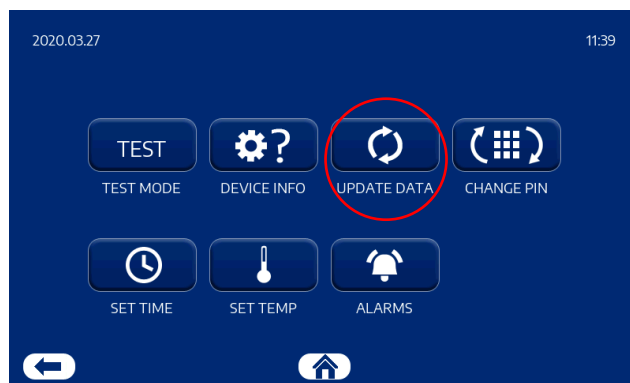 2020.03.27 11:39
TEST
?
TEST MODE DEVICE INFO UPDATE DATA CHANGE PIN
SET TIME SET TEMP ALARMS